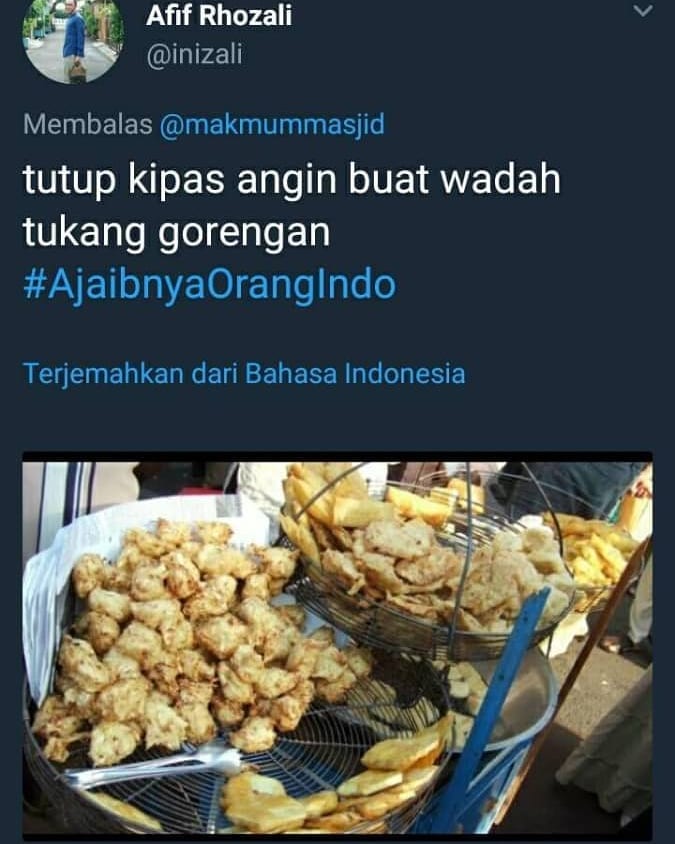 Afif Rhozali
@inizali
Membalas @makmummasjid
tutup kipas angin buat wadah
tukang gorengan
#AjaibnyaOrangIndo
Terjemahkan dari Bahasa Indonesia